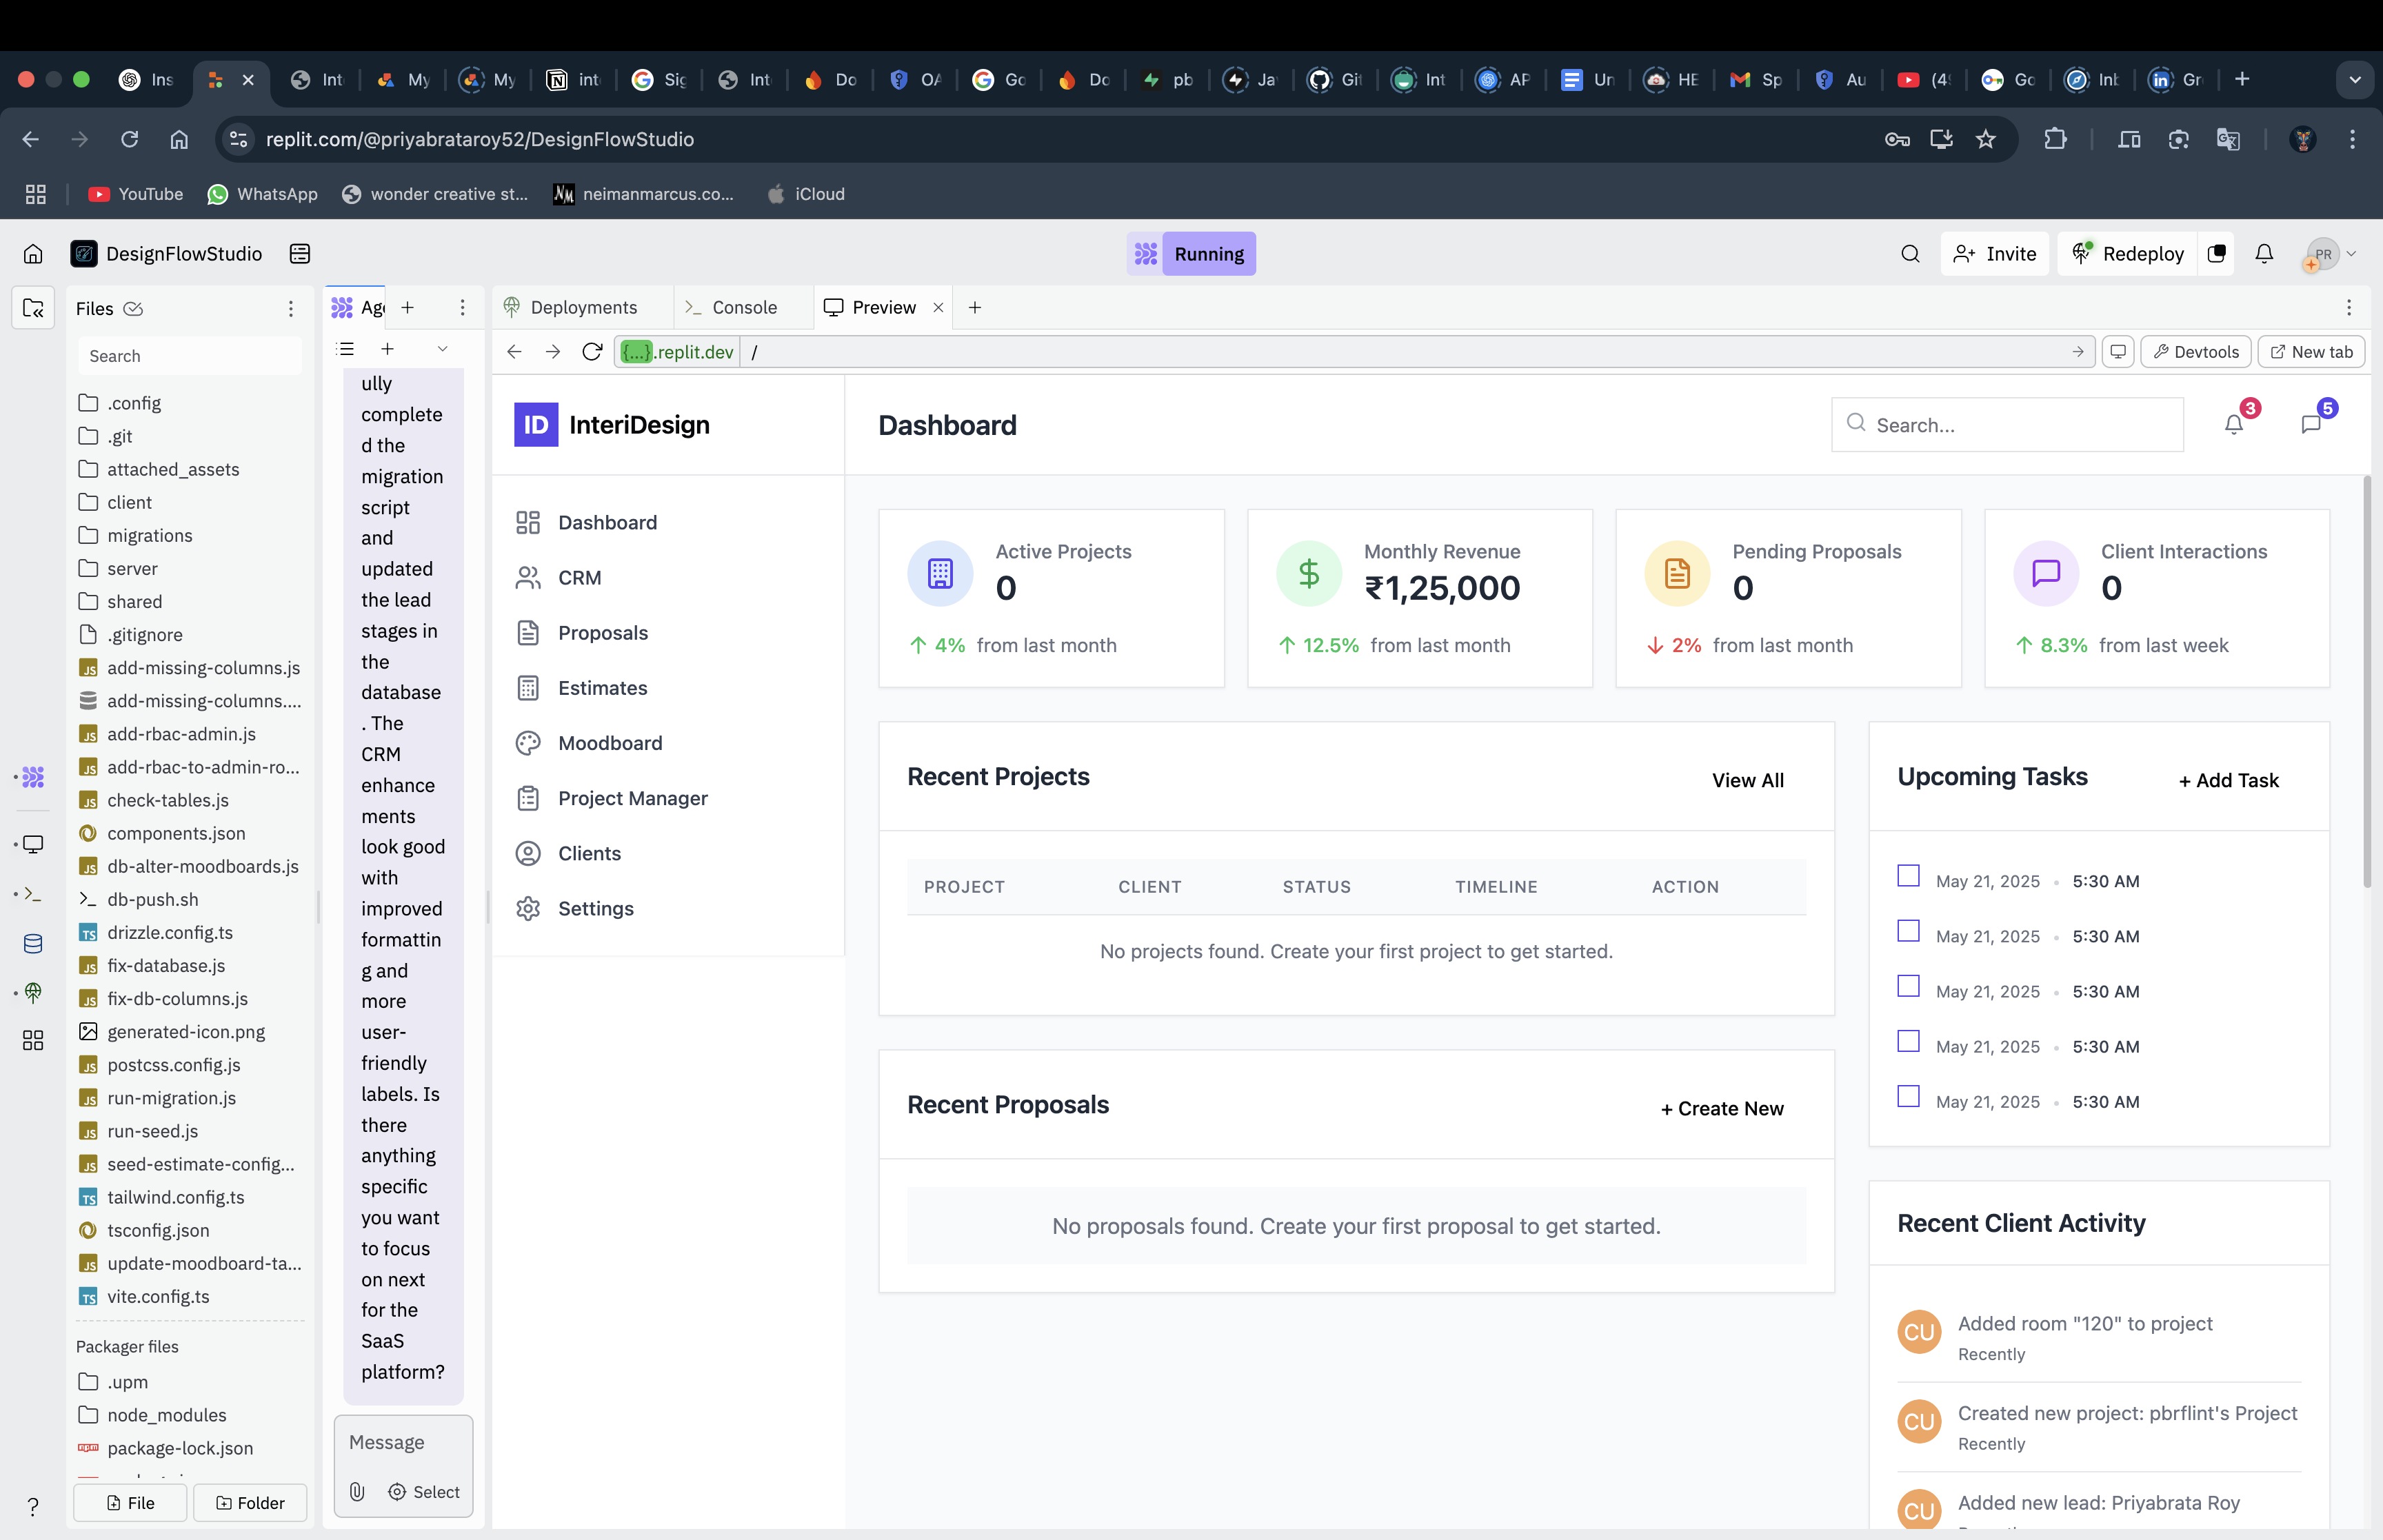 Ins
Int
My
My
inte
Sig
Int
Do
OA
Go
Do
pb
Ja
Git
Int
AP
Un
HE
Sp
Au
(49
Go
Inb
in
Gr
replit.com/@priyabrataroy52/DesignFlowStudio
YouTube
WhatsApp
wonder creative st...
neimanmarcus.co...
iCloud
DesignFlowStudio
Running
Invite
Redeploy
PR
Files
Search
.config
.git
attached_assets
client
migrations
server
shared
.gitignore
add-missing-columns.js
add-missing-columns....
add-rbac-admin.js
add-rbac-to-admin-ro...
check-tables.js
components.json
db-alter-moodboards.js
db-push.sh
drizzle.config.ts
fix-database.js
fix-db-columns.js
generated-icon.png
postcss.config.js
run-migration.js
run-seed.js
seed-estimate-config...
tailwind.config.ts
tsconfig.json
update-moodboard-ta...
vite.config.ts
Packager files
.upm
node_modules
package-lock.json
File
Folder
Age
ully
complete
d the
migration
script
and
updated
the lead
stages in
the
database
. The
CRM
enhance
ments
look good
with
improved
formattin
g and
more
user-
friendly
labels. Is
there
anything
specific
you want
to focus
on next
for the
SaaS
platform?
Message
Select
Deployments
Console
Preview
{...}.replit.dev
/
Devtools
New tab
ID
InteriDesign
Dashboard
CRM
Proposals
Estimates
Moodboard
Project Manager
Clients
Settings
Dashboard
Search...
3
5
Active Projects
0
4% from last month
Monthly Revenue
₹1,25,000
12.5% from last month
Pending Proposals
0
2% from last month
Client Interactions
0
8.3% from last week
Recent Projects
View All
PROJECT CLIENT STATUS TIMELINE ACTION
No projects found. Create your first project to get started.
Recent Proposals
+ Create New
No proposals found. Create your first proposal to get started.
Upcoming Tasks
+ Add Task
May 21, 2025 • 5:30 AM
May 21, 2025 • 5:30 AM
May 21, 2025 • 5:30 AM
May 21, 2025 • 5:30 AM
May 21, 2025 • 5:30 AM
Recent Client Activity
CU
Added room "120" to project
Recently
CU
Created new project: pbrflint's Project
Recently
CU
Added new lead: Priyabrata Roy